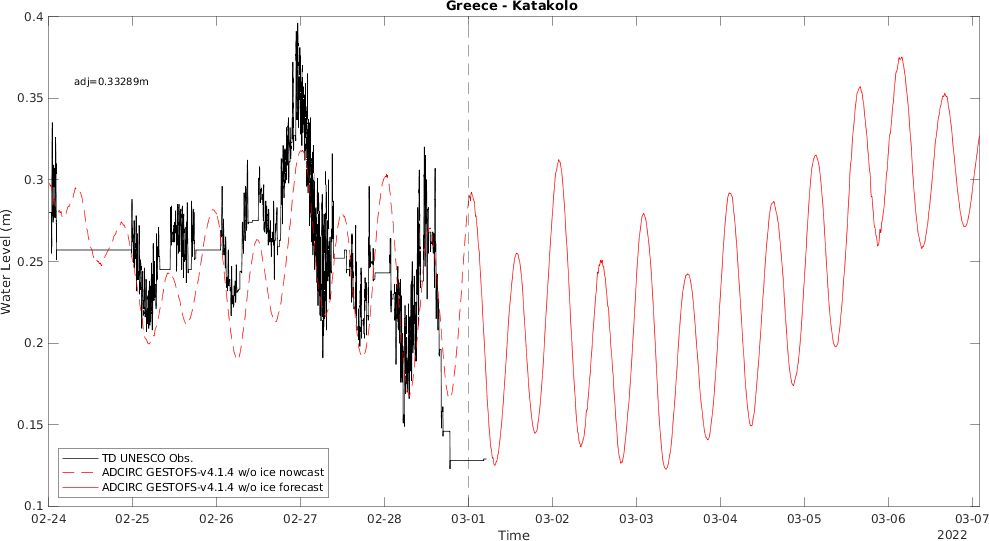 Greece - Katakolo
adj=0.33289m
Water Level (m)
0.4
0.35
0.3
0.25
0.2
0.15
0.1
TD UNESCO Obs.
ADCIRC GESTOFS-v4.1.4 w/o ice nowcast
ADCIRC GESTOFS-v4.1.4 w/o ice forecast
02-24 02-25 02-26 02-27 02-28 03-01 03-02 03-03 03-04 03-05 03-06 03-07
Time
2022